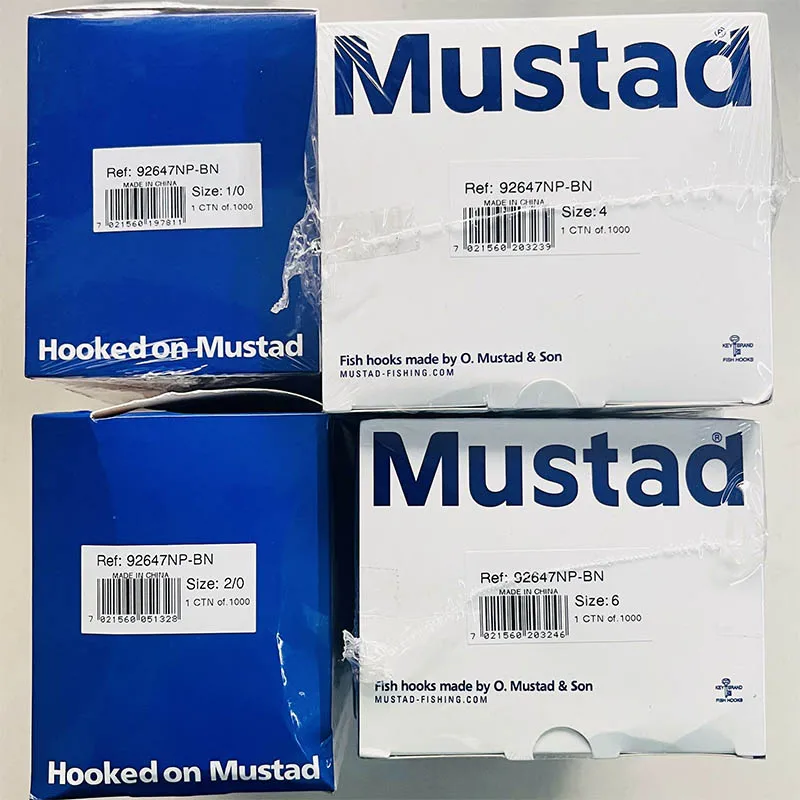 Ref: 92647NP-BN
MADE IN CHINA
Size: 1/0
1 CTN of.1000
7 021560 197811
Hooked on Mustad
Mustad®
Ref: 92647NP-BN
MADE IN CHINA
Size: 4
1 CTN of.1000
7 021560 203239
Fish hooks made by O. Mustad & Son
MUSTAD-FISHING.COM
KEY BRAND
FISH HOOKS
Ref: 92647NP-BN
MADE IN CHINA
Size: 2/0
1 CTN of.1000
7 021560 051328
Hooked on Mustad
Mustad®
Ref: 92647NP-BN
MADE IN CHINA
Size: 6
1 CTN of.1000
7 021560 203246
Fish hooks made by O. Mustad & Son
MUSTAD-FISHING.COM
KEY BRAND
FISH HOOKS